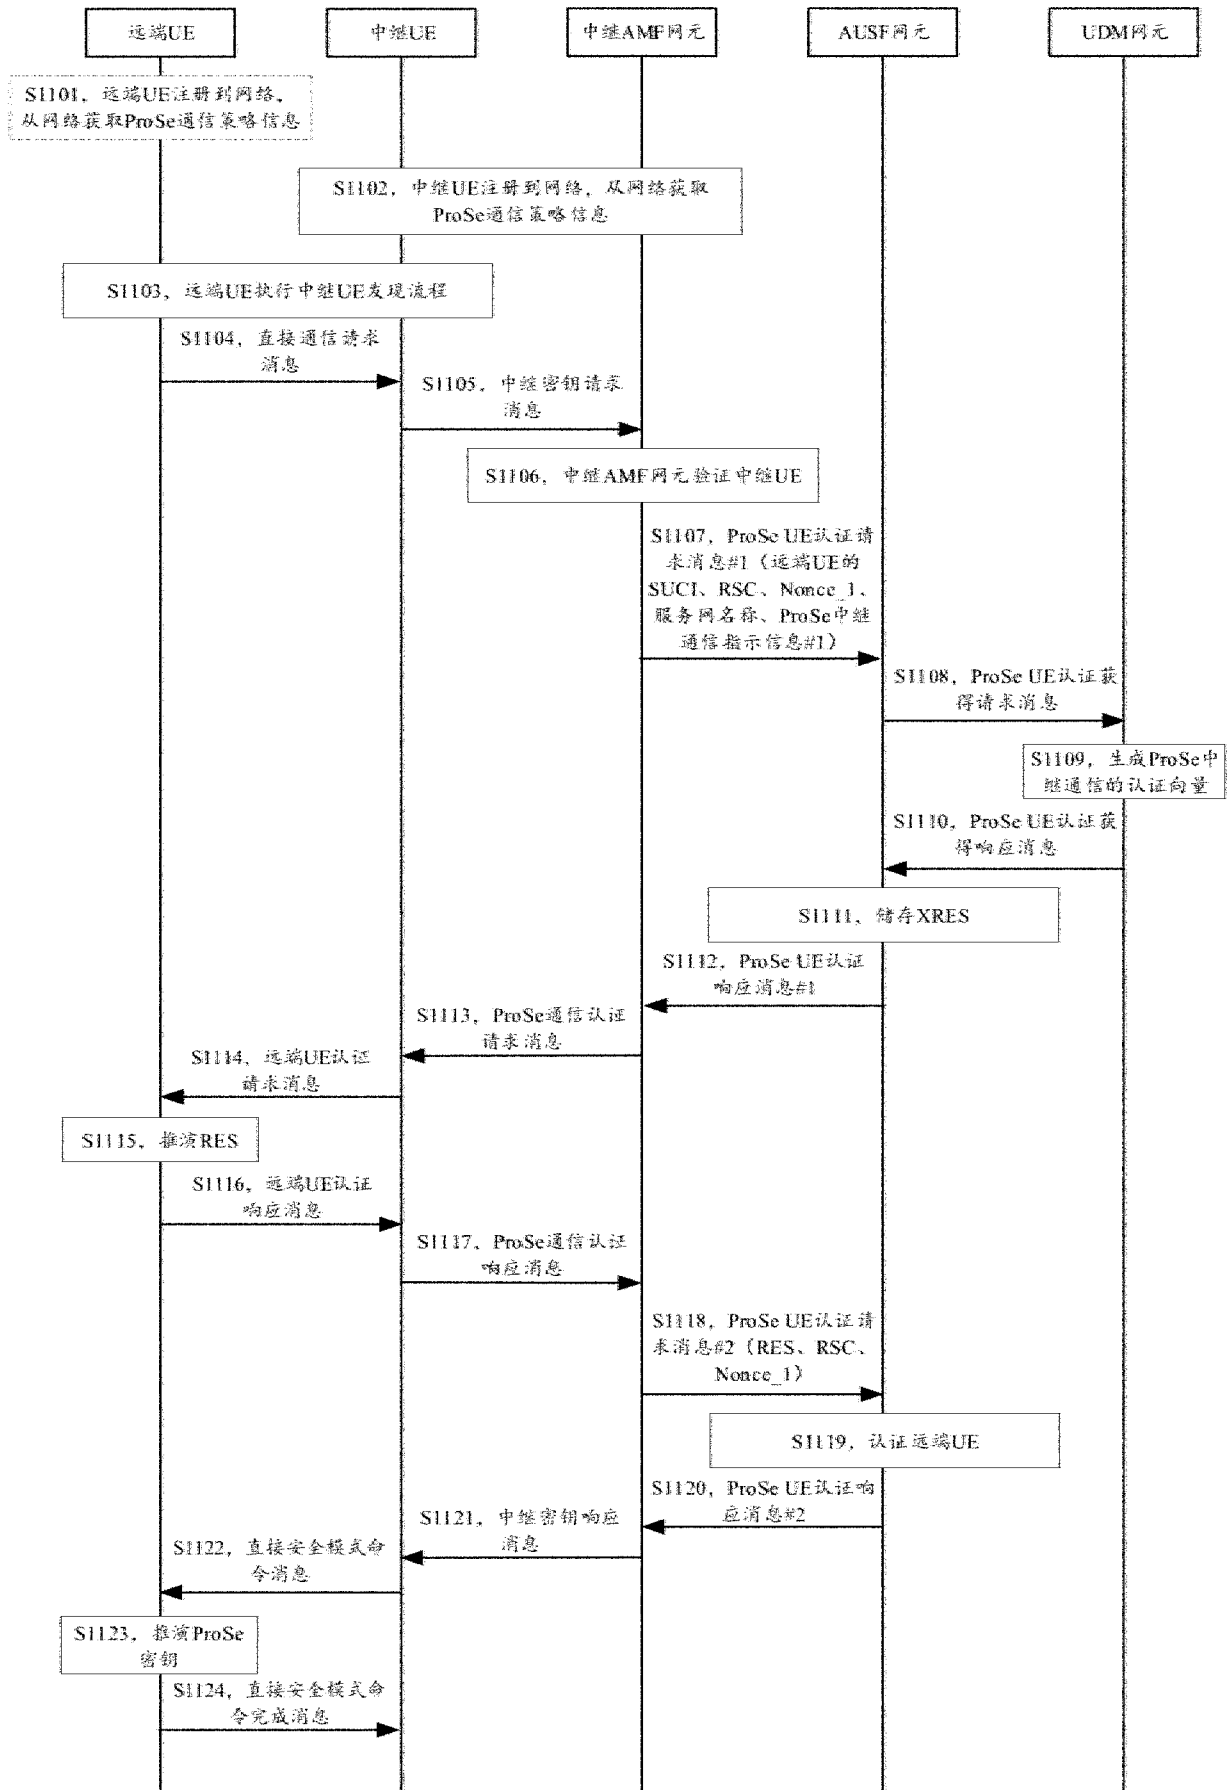 远端UE
中继UE
中继AMF网元
AUSF网元
UDM网元
S1101，远端UE注册到网络，
从网络获取ProSe通信策略信息
S1102，中继UE注册到网络，从网络获取
ProSe通信策略信息
S1103，远端UE执行中继UE发现流程
S1104，直接通信请求
消息
S1105，中继密钥请求
消息
S1106，中继AMF网元验证中继UE
S1107，ProSe UE认证请
求消息#1（远端UE的
SUCI、RSC、Nonce_1、
服务网名称、ProSe中继
通信指示信息#1）
S1108，ProSe UE认证获
得请求消息
S1109，生成ProSe中
继通信的认证向量
S1110，ProSe UE认证获
得响应消息
S1111，储存XRES
S1112，ProSe UE认证
响应消息#1
S1113，ProSe通信认证
请求消息
S1114，远端UE认证
请求消息
S1115，推演RES
S1116，远端UE认证
响应消息
S1117，ProSe通信认证
响应消息
S1118，ProSe UE认证请
求消息#2（RES、RSC、
Nonce_1）
S1119，认证远端UE
S1120，ProSe UE认证响
应消息#2
S1121，中继密钥响应
消息
S1122，直接安全模式命
令消息
S1123，推演ProSe
密钥
S1124，直接安全模式命
令完成消息